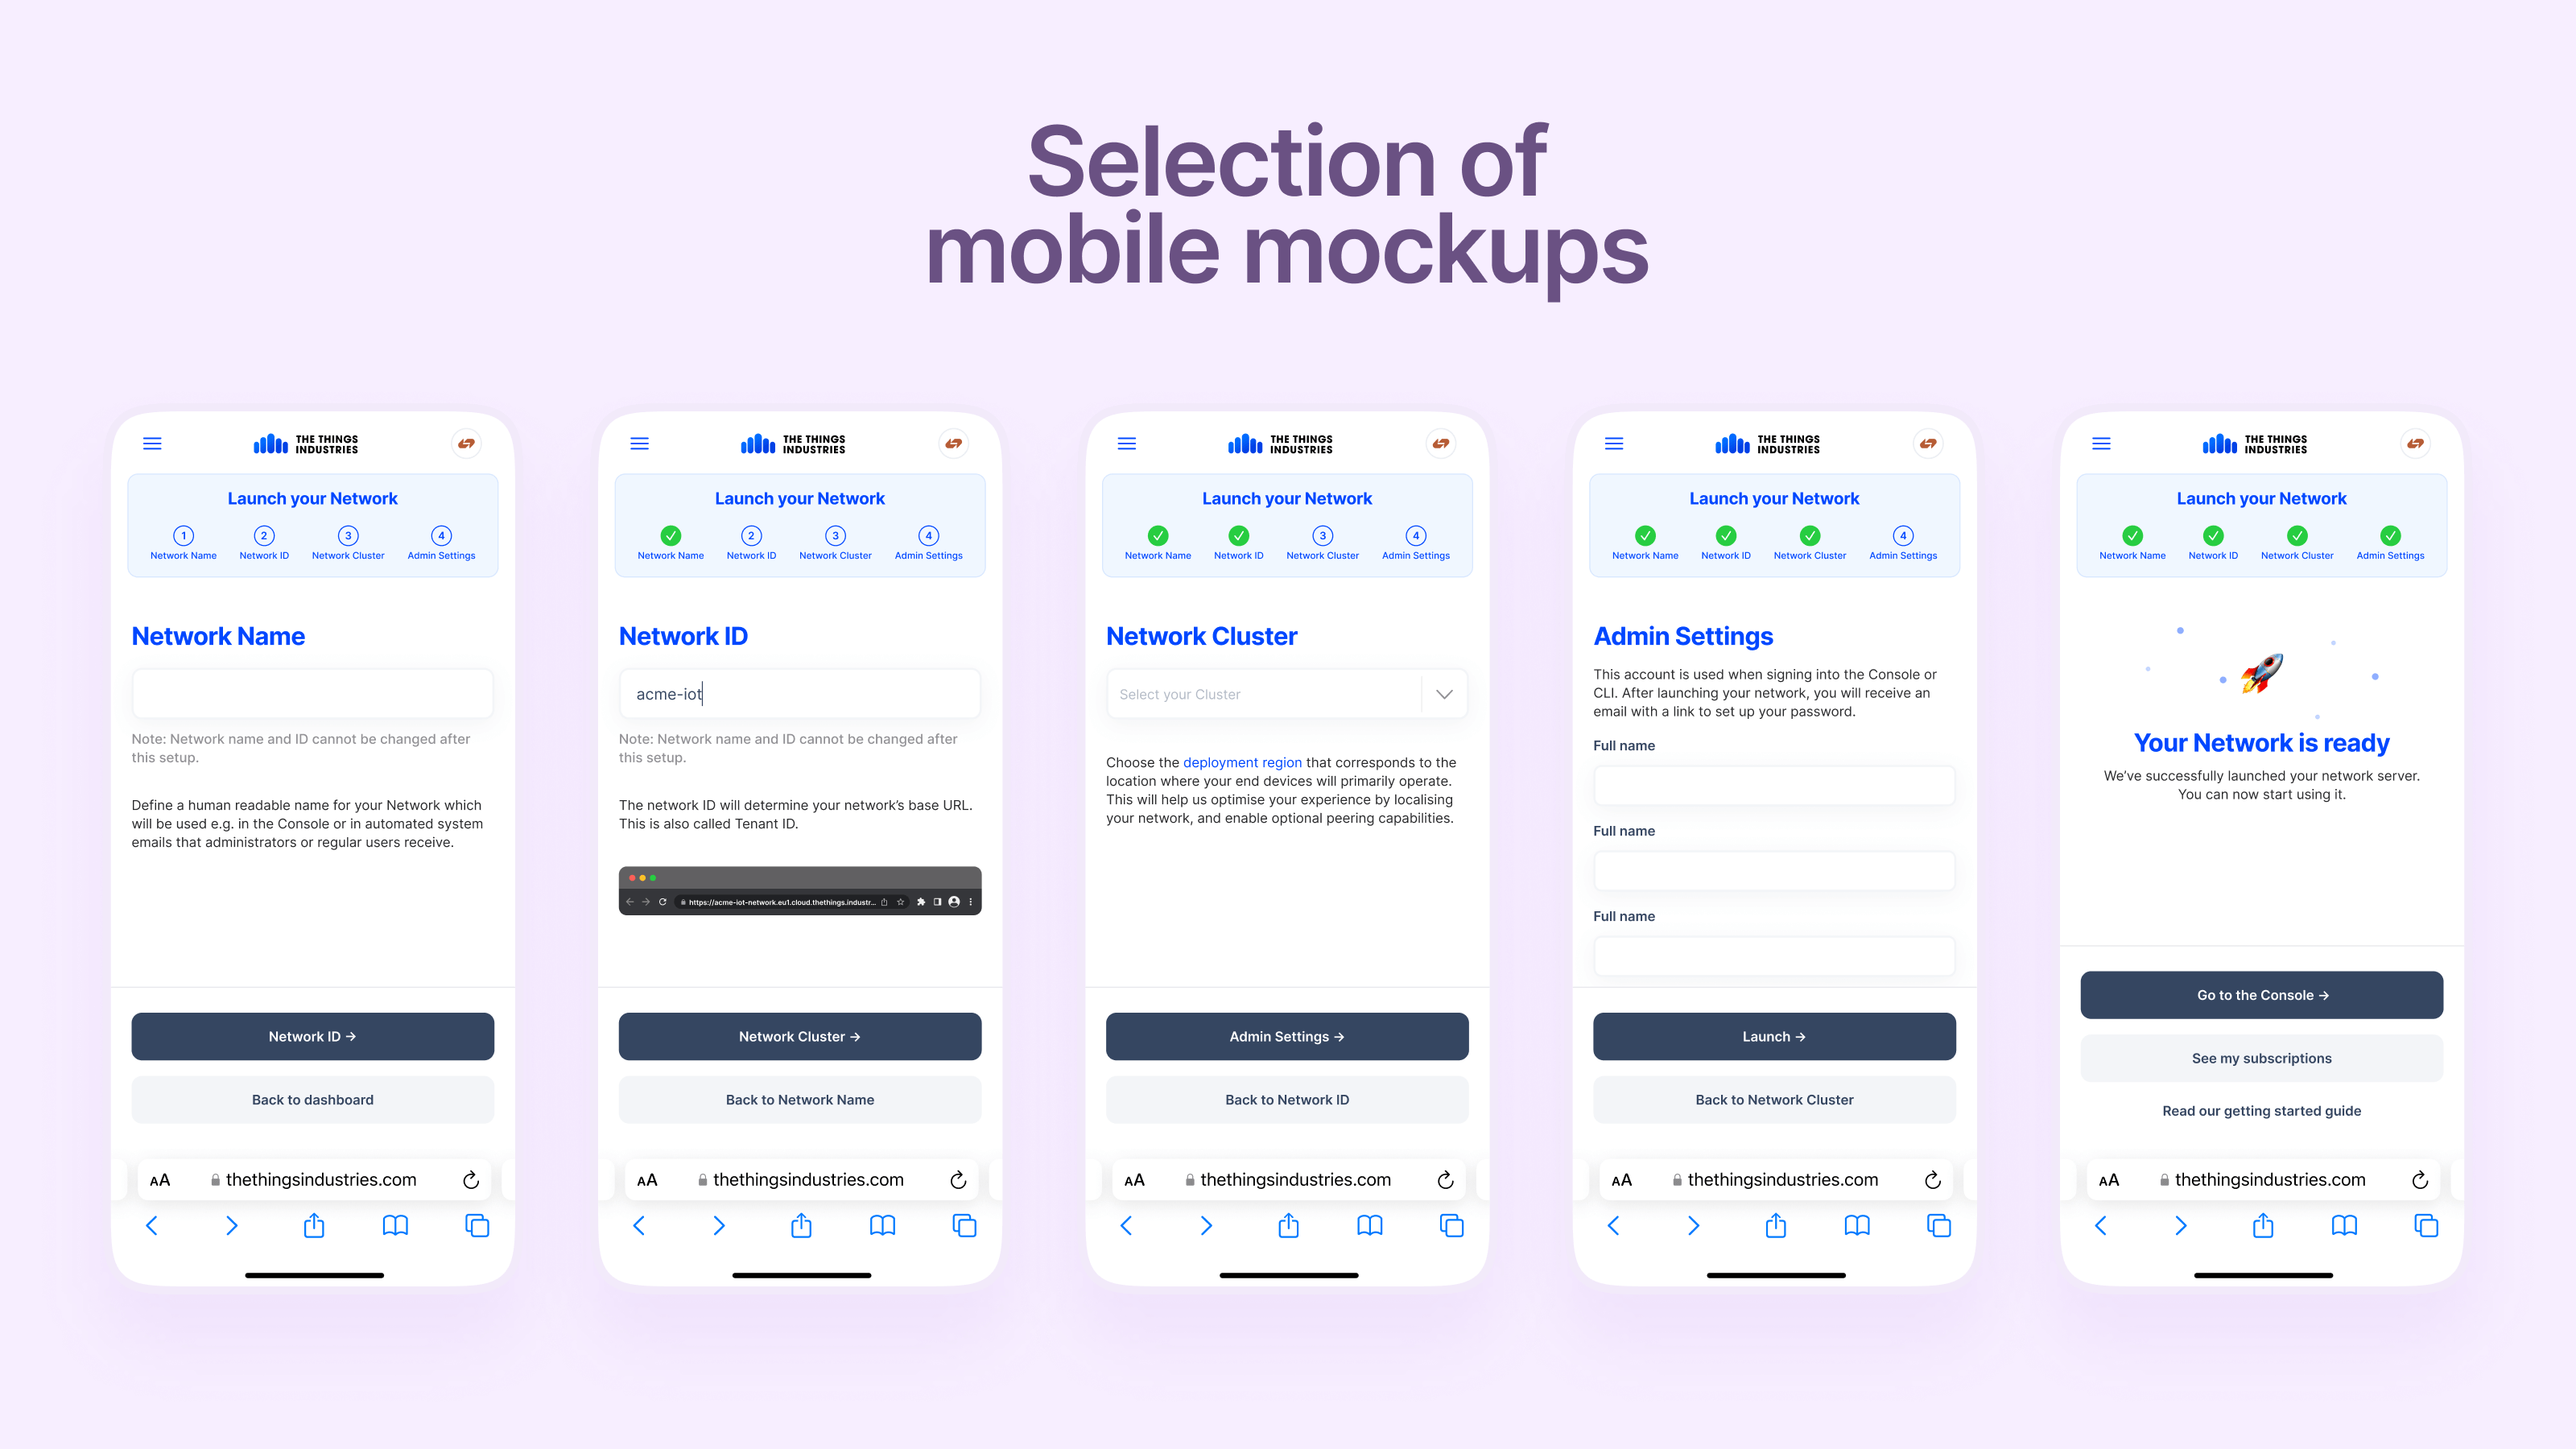 Selection of
mobile mockups
THE THINGS
INDUSTRIES
Launch your Network
1 2 3 4
Network Name Network ID Network Cluster Admin Settings
Network Name
Note: Network name and ID cannot be changed after
this setup.
Define a human readable name for your Network which
will be used e.g. in the Console or in automated system
emails that administrators or regular users receive.
Network ID →
Back to dashboard
AA thethingsindustries.com
THE THINGS
INDUSTRIES
Launch your Network
2 3 4
Network Name Network ID Network Cluster Admin Settings
Network ID
acme-iot
Note: Network name and ID cannot be changed after
this setup.
The network ID will determine your network’s base URL.
This is also called Tenant ID.
https://acme-iot-network.eu1.cloud.thethings.industr...
Network Cluster →
Back to Network Name
AA thethingsindustries.com
THE THINGS
INDUSTRIES
Launch your Network
3 4
Network Name Network ID Network Cluster Admin Settings
Network Cluster
Select your Cluster
Choose the deployment region that corresponds to the
location where your end devices will primarily operate.
This will help us optimise your experience by localising
your network, and enable optional peering capabilities.
Admin Settings →
Back to Network ID
AA thethingsindustries.com
THE THINGS
INDUSTRIES
Launch your Network
4
Network Name Network ID Network Cluster Admin Settings
Admin Settings
This account is used when signing into the Console or
CLI. After launching your network, you will receive an
email with a link to set up your password.
Full name
Full name
Full name
Launch →
Back to Network Cluster
AA thethingsindustries.com
THE THINGS
INDUSTRIES
Launch your Network
Network Name Network ID Network Cluster Admin Settings
Your Network is ready
We’ve successfully launched your network server.
You can now start using it.
Go to the Console →
See my subscriptions
Read our getting started guide
AA thethingsindustries.com